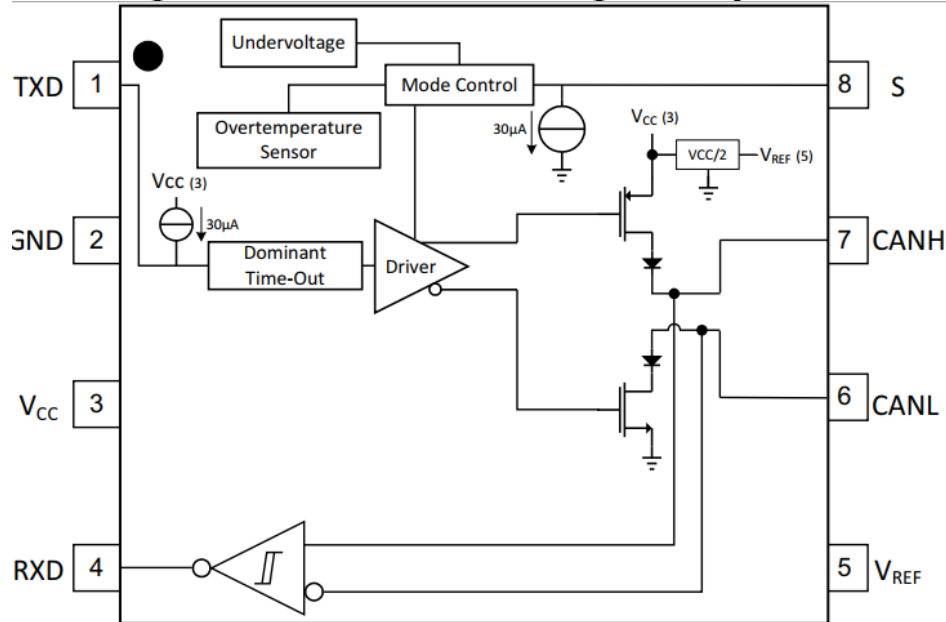 Undervoltage
TXD 1
Mode Control
8 S
Overtemperature
Sensor
30µA
VCC (3)
VCC/2
VREF (5)
Vcc (3)
30µA
GND 2
Dominant
Time-Out
Driver
7 CANH
VCC 3
6 CANL
RXD 4
5 VREF